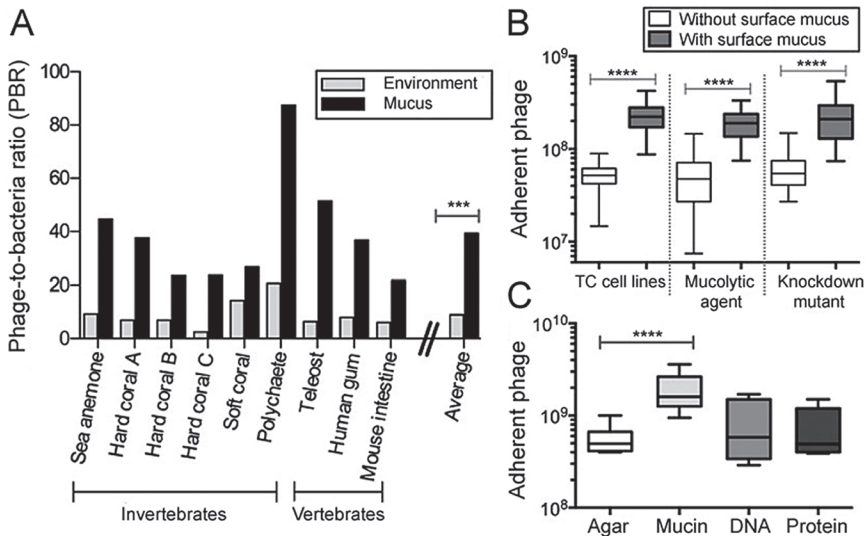 A
Phage-to-bacteria ratio (PBR)
100
80
60
40
20
0
Environment
Mucus
***
Sea anemone
Hard coral A
Hard coral B
Hard coral C
Soft coral
Polychaete
Teleost
Human gum
Mouse intestine
Average
Invertebrates
Vertebrates
B
Without surface mucus
With surface mucus
Adherent phage
10⁹
10⁸
10⁷
****
****
****
TC cell lines
Mucolytic
agent
Knockdown
mutant
C
Adherent phage
10¹⁰
10⁹
10⁸
****
Agar
Mucin
DNA
Protein